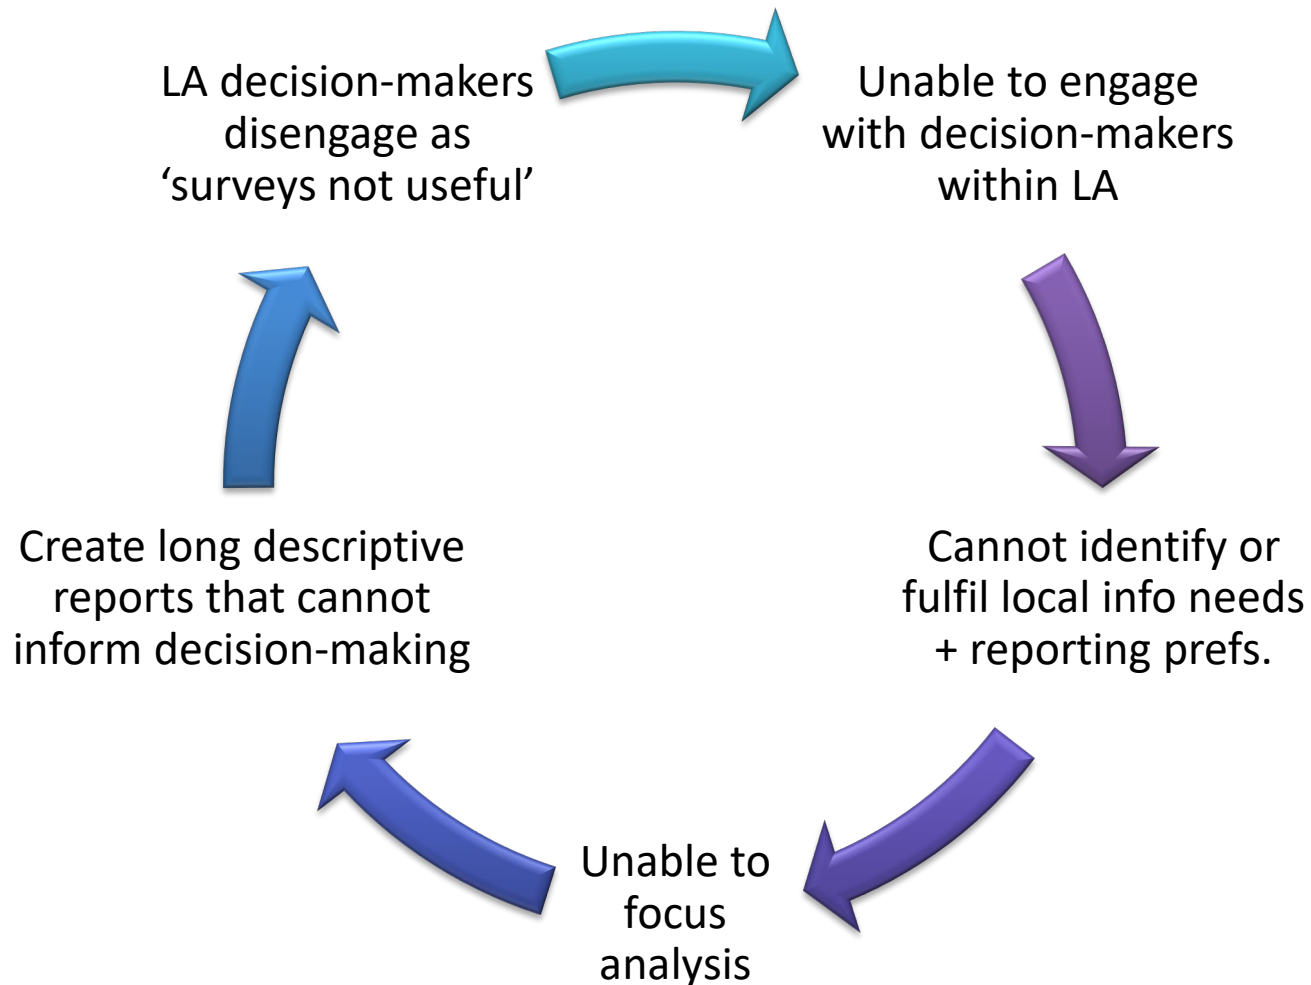 LA decision-makers
disengage as
‘surveys not useful’
Unable to engage
with decision-makers
within LA
Cannot identify or
fulfil local info needs
+ reporting prefs.
Unable to
focus
analysis
Create long descriptive
reports that cannot
inform decision-making